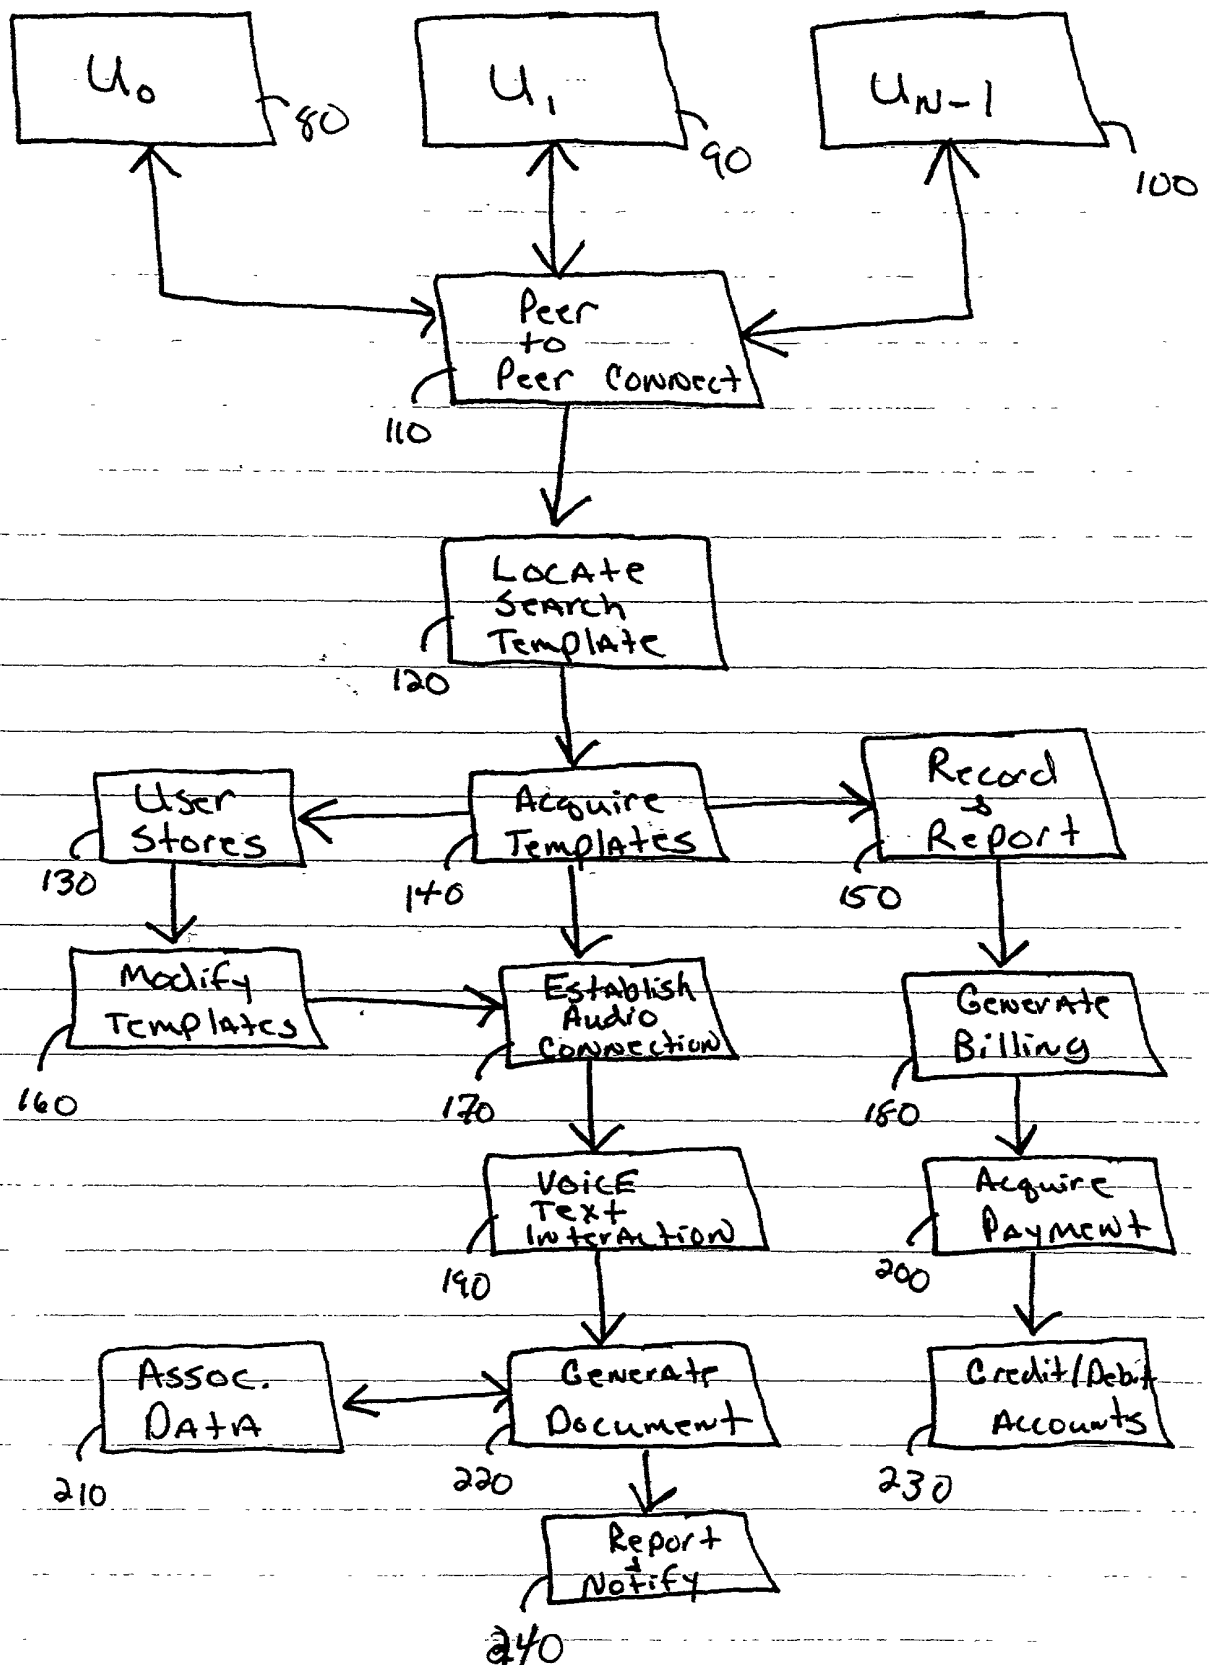 U₀
80
U₁
90
UN-1
100
Peer
to
Peer Connect
110
Locate
Search
Template
120
User
Stores
130
Acquire
Templates
140
Record
&
Report
150
Modify
Templates
160
Establish
Audio
Connection
170
Generate
Billing
180
Voice
Text
Interaction
190
Acquire
Payment
200
Assoc.
Data
210
Generate
Document
220
Credit/Debit
Accounts
230
Report
&
Notify
240